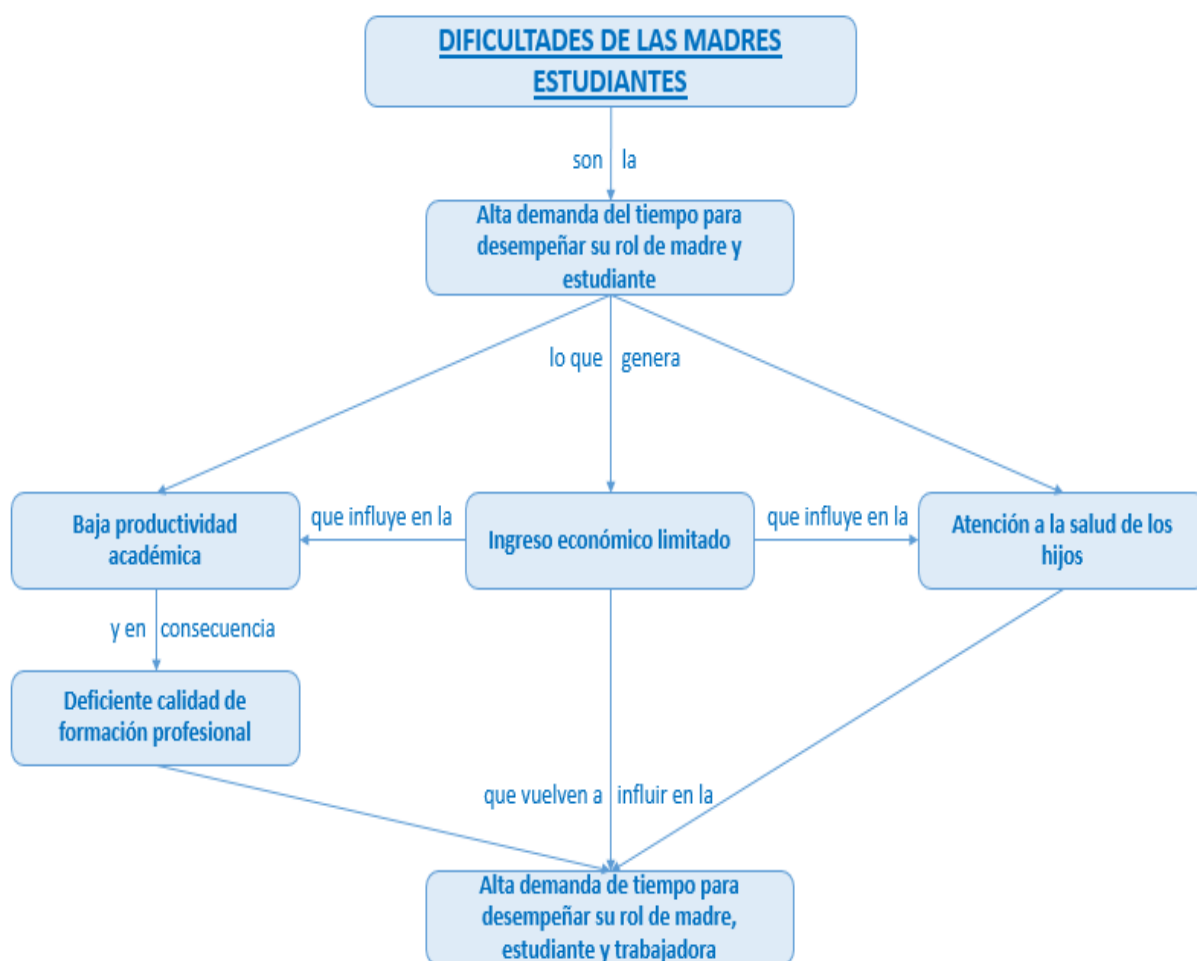 DIFICULTADES DE LAS MADRES
ESTUDIANTES
son la
Alta demanda del tiempo para
desempeñar su rol de madre y
estudiante
lo que genera
Baja productividad
académica
que influye en la
Ingreso económico limitado
que influye en la
Atención a la salud de los
hijos
y en consecuencia
Deficiente calidad de
formación profesional
que vuelven a influir en la
Alta demanda de tiempo para
desempeñar su rol de madre,
estudiante y trabajadora